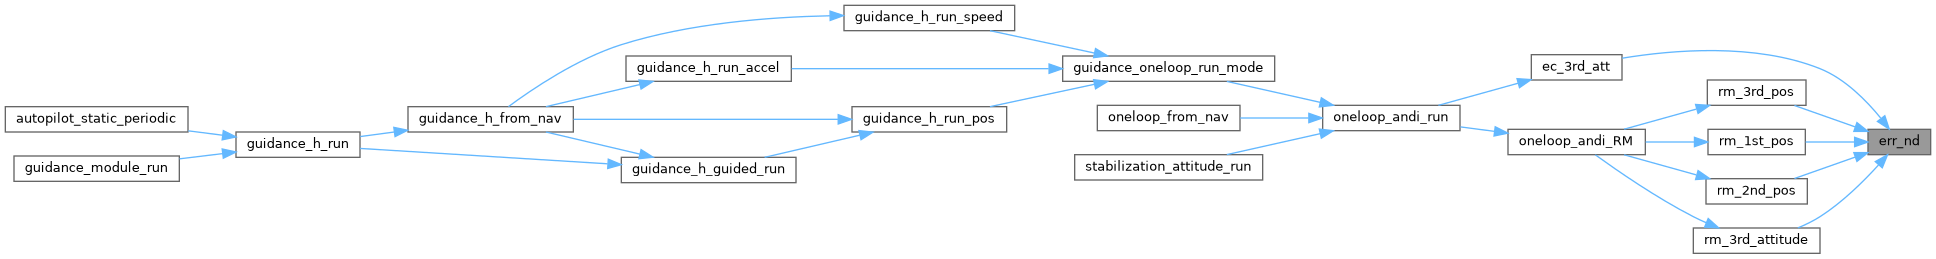 guidance_h_run_speed
guidance_h_run_accel
guidance_oneloop_run_mode
ec_3rd_att
rm_3rd_pos
autopilot_static_periodic
guidance_h_from_nav
guidance_h_run_pos
oneloop_from_nav
oneloop_andi_run
guidance_h_run
oneloop_andi_RM
rm_1st_pos
err_nd
guidance_module_run
guidance_h_guided_run
stabilization_attitude_run
rm_2nd_pos
rm_3rd_attitude